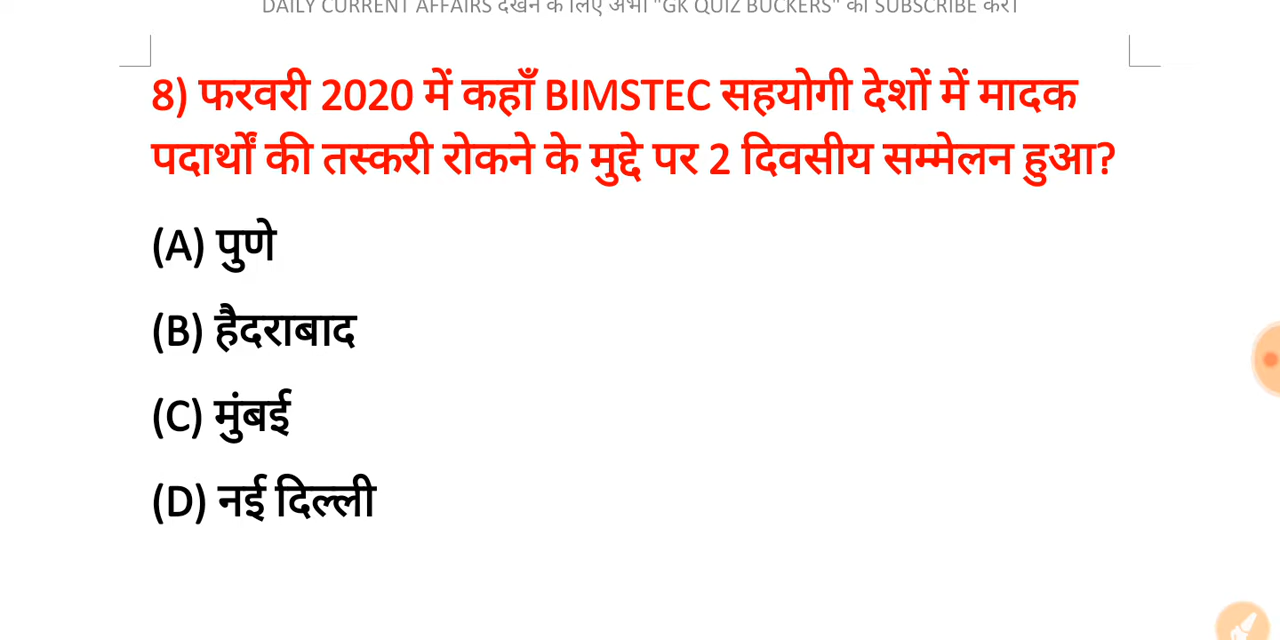 DAILY CURRENT AFFAIRS देखने के लिए अभी "GK QUIZ BUCKERS" को SUBSCRIBE करें
8) फरवरी 2020 में कहाँ BIMSTEC सहयोगी देशों में मादक
पदार्थों की तस्करी रोकने के मुद्दे पर 2 दिवसीय सम्मेलन हुआ?
(A) पुणे
(B) हैदराबाद
(C) मुंबई
(D) नई दिल्ली